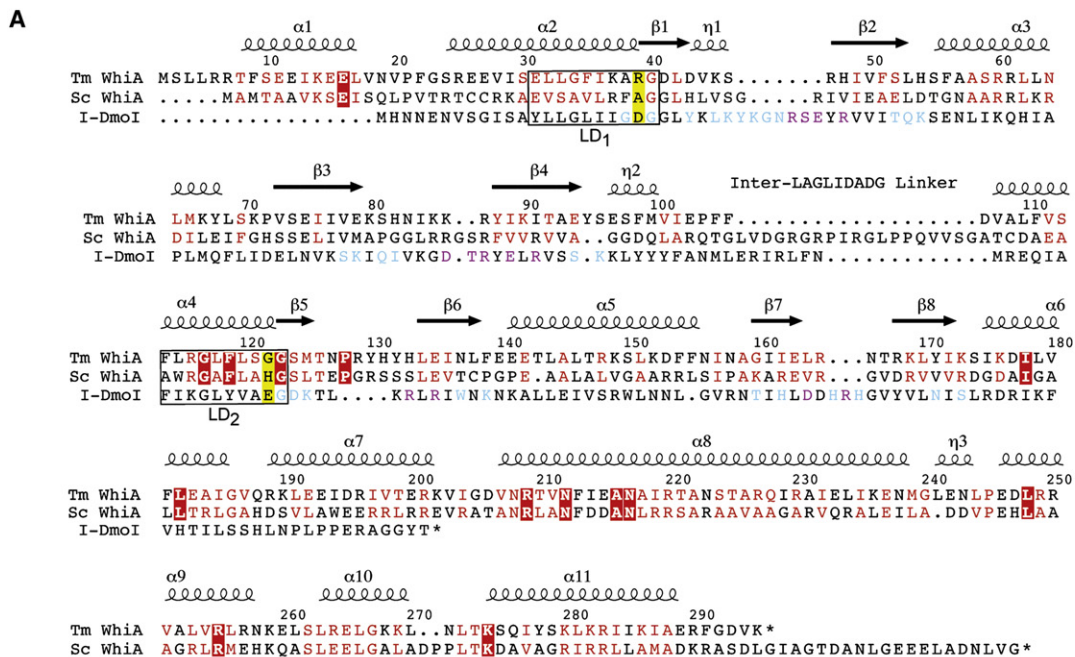 A
α1 α2 β1 η1 β2 α3
10 20 30 40 50 60
Tm WhiA MSLLRRTFSEEIKEELVNVPFGSREEVISELLGFIKARGDLDVKS.......RHIVFSLHSFAASRRLLN
Sc WhiA .....MAMTAAVKSEISQLPVTRTCCRKAEVSAVLRFAGGLHLVSG.......RIVIEAELDTGNAARRLKR
I-DmoI .................MHNNENVSGISAYLLGLIIGDGGLYKLKYKGNRSEYRVVITQKSENLIKQHIA
LD1
β3 β4 η2 Inter-LAGLIDADG Linker
70 80 90 100 110
Tm WhiA LMKYLSKPVSEIIVEKSHNIKK..RYIKITAEYSESFMVIEPFF....................DVALFVS
Sc WhiA DILEIFGHSSELIVMAPGGLRRGSRFVVRVVA..GGDQLARQTGLVDGRGRPIRGLPPQVVSGATCDAEA
I-DmoI PLMQFLIDELNVKSKIQIVKGD.TRYELRVSS.KKLYYYFANMLERIRLFN.............MREQIA
α4 β5 β6 α5 β7 β8 α6
120 130 140 150 160 170 180
Tm WhiA FLRGLFLSGGSMTNPRYHYHLEINLFEEETLALTRKSLKDFFNINAGIIELR...NTRKLYIKSIKDILV
Sc WhiA AWRGAFLAHGSLTEPGRSSSLEVTCPGPE.AALALVGAARRLSIPAKAREVR...GVDRVVVRDGDAIGA
I-DmoI FIKGLYVAEGDKTL....KRLRIWNKNKALLEIVSRWLNNL.GVRNTIHLDDHRHGVYVLNISLRDRIKF
LD2
α7 α8 η3
190 200 210 220 230 240 250
Tm WhiA FLEAIGVQRKLEEIDRIVTERKVIGDVNRTVNFIEANAIRTANSTARQIRAIELIKENMGLENLPEDLRR
Sc WhiA LLTRLGAHDSVLAWEERRLRREVRATANRLANFDDANLRRSARAAVAAGARVQRALEILA.DDVPEHLAA
I-DmoI VHTILSSHLNPLPPERAGGYT*
α9 α10 α11
260 270 280 290
Tm WhiA VALVRLRNKELSLRELGKKL..NLTKSQIYSKLKRIIKIAERFGDVK*
Sc WhiA AGRLRMEHKQASLEELGALADPPLTKDAVAGRIRRLLAMADKRASDLGIAGTDANLGEEELADNLVG*